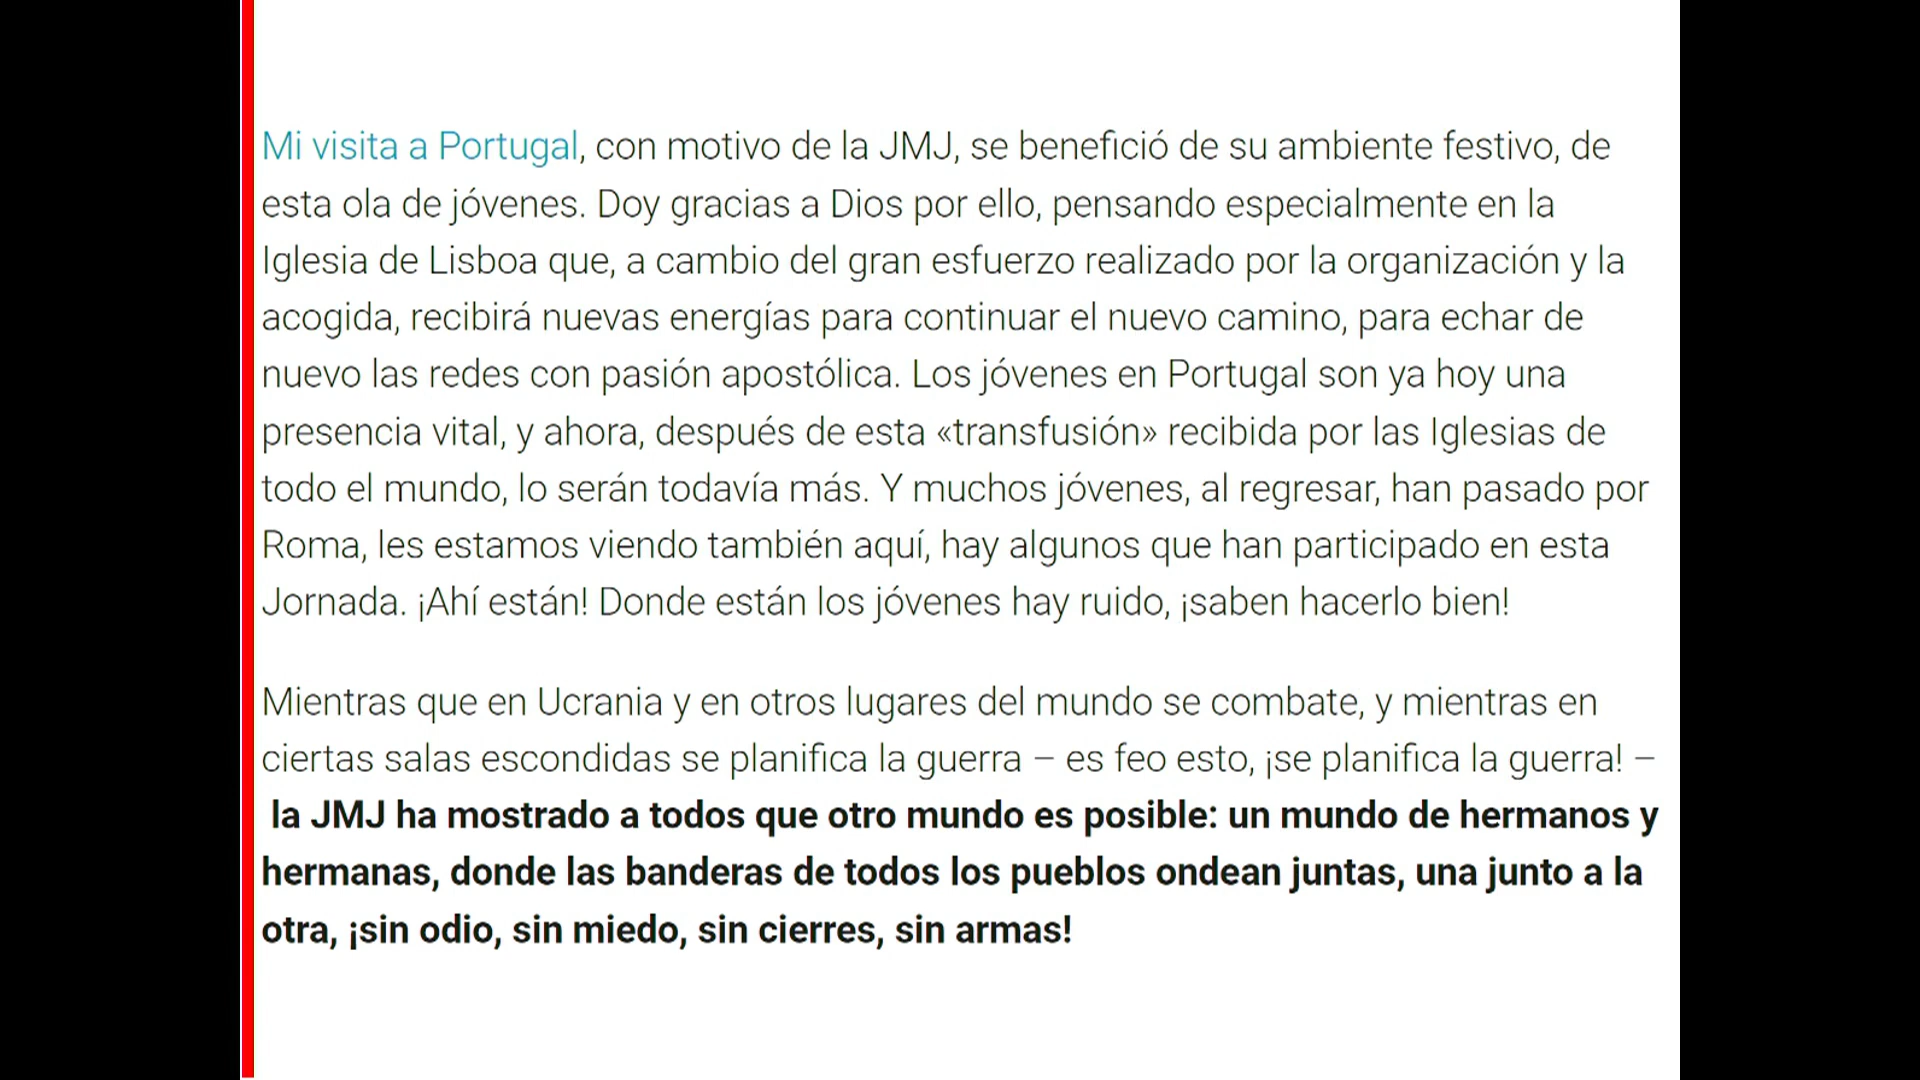 Mi visita a Portugal, con motivo de la JMJ, se benefició de su ambiente festivo, de
esta ola de jóvenes. Doy gracias a Dios por ello, pensando especialmente en la
Iglesia de Lisboa que, a cambio del gran esfuerzo realizado por la organización y la
acogida, recibirá nuevas energías para continuar el nuevo camino, para echar de
nuevo las redes con pasión apostólica. Los jóvenes en Portugal son ya hoy una
presencia vital, y ahora, después de esta «transfusión» recibida por las Iglesias de
todo el mundo, lo serán todavía más. Y muchos jóvenes, al regresar, han pasado por
Roma, les estamos viendo también aquí, hay algunos que han participado en esta
Jornada. ¡Ahí están! Donde están los jóvenes hay ruido, ¡saben hacerlo bien!
Mientras que en Ucrania y en otros lugares del mundo se combate, y mientras en
ciertas salas escondidas se planifica la guerra – es feo esto, ¡se planifica la guerra! –
la JMJ ha mostrado a todos que otro mundo es posible: un mundo de hermanos y
hermanas, donde las banderas de todos los pueblos ondean juntas, una junto a la
otra, ¡sin odio, sin miedo, sin cierres, sin armas!